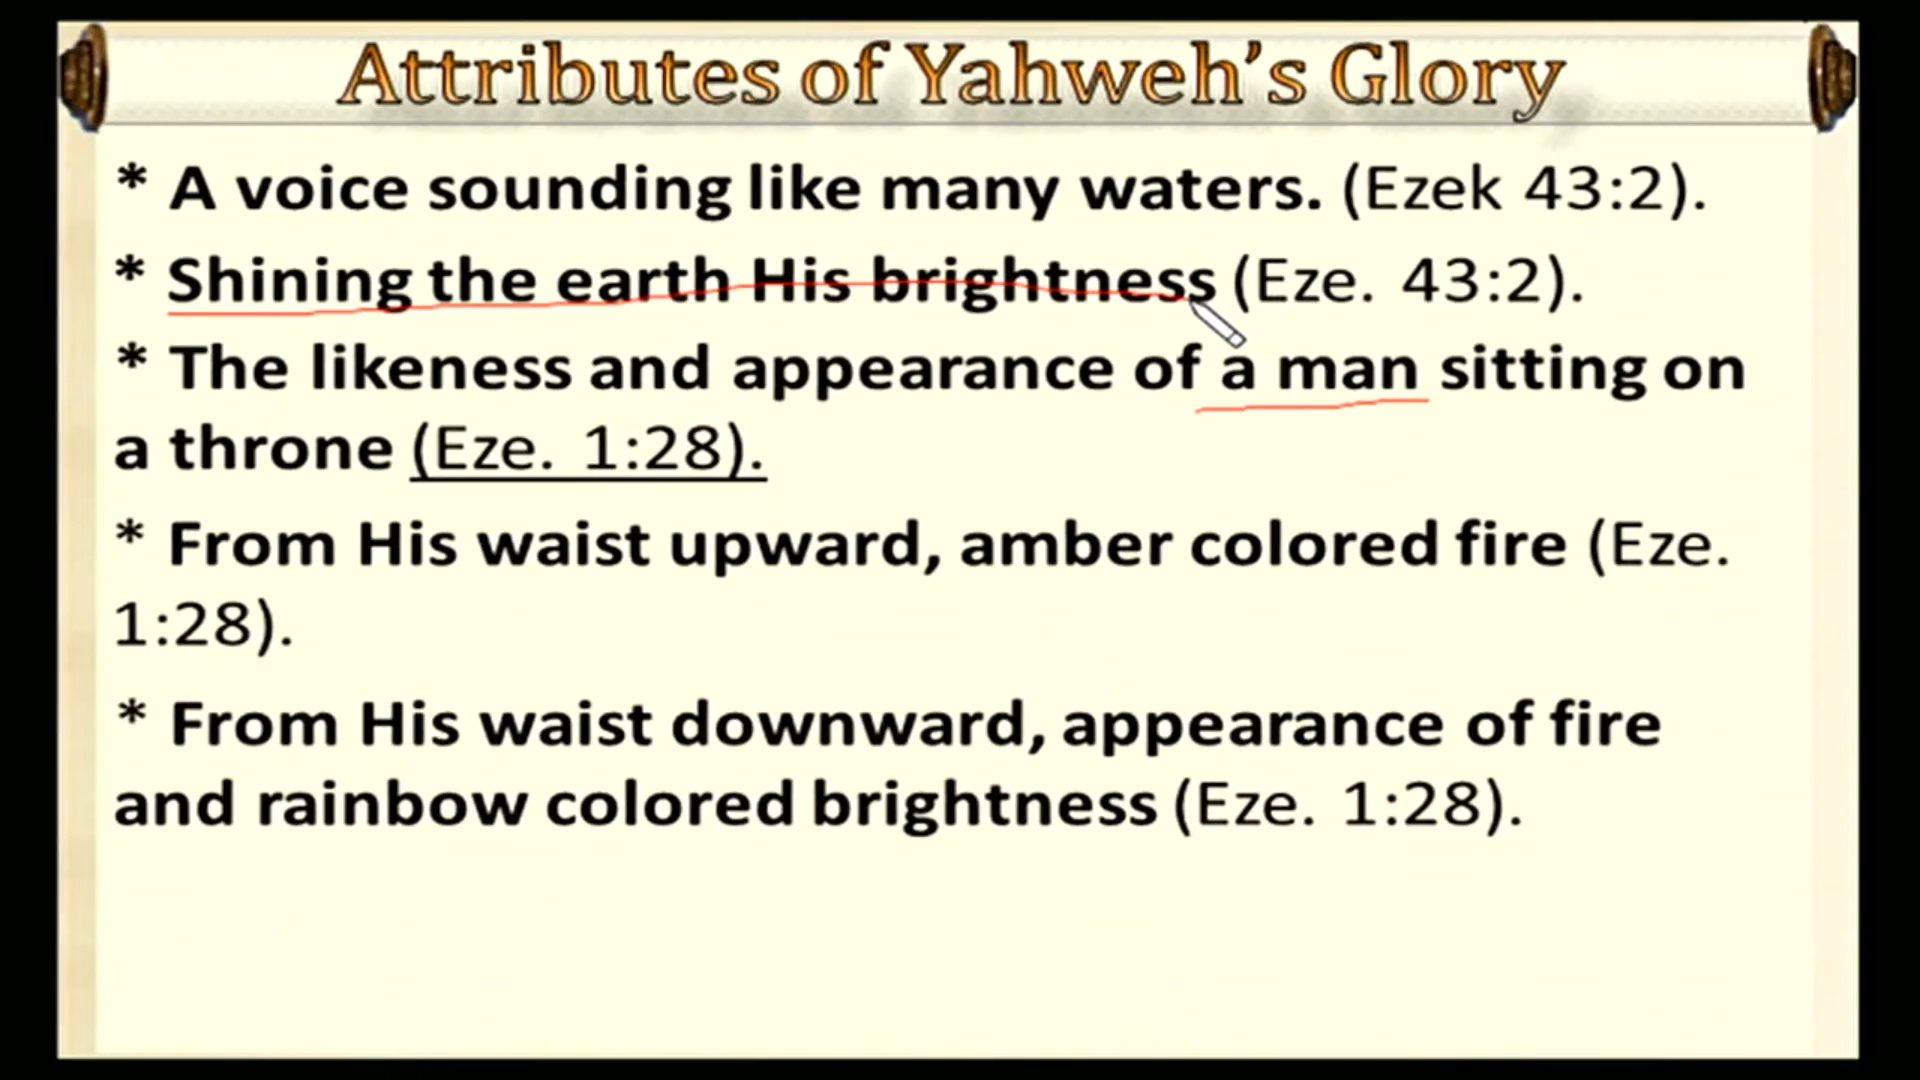 Attributes of Yahweh’s Glory
* A voice sounding like many waters. (Ezek 43:2).
* Shining the earth His brightness (Eze. 43:2).
* The likeness and appearance of a man sitting on
a throne (Eze. 1:28).
* From His waist upward, amber colored fire (Eze.
1:28).
* From His waist downward, appearance of fire
and rainbow colored brightness (Eze. 1:28).